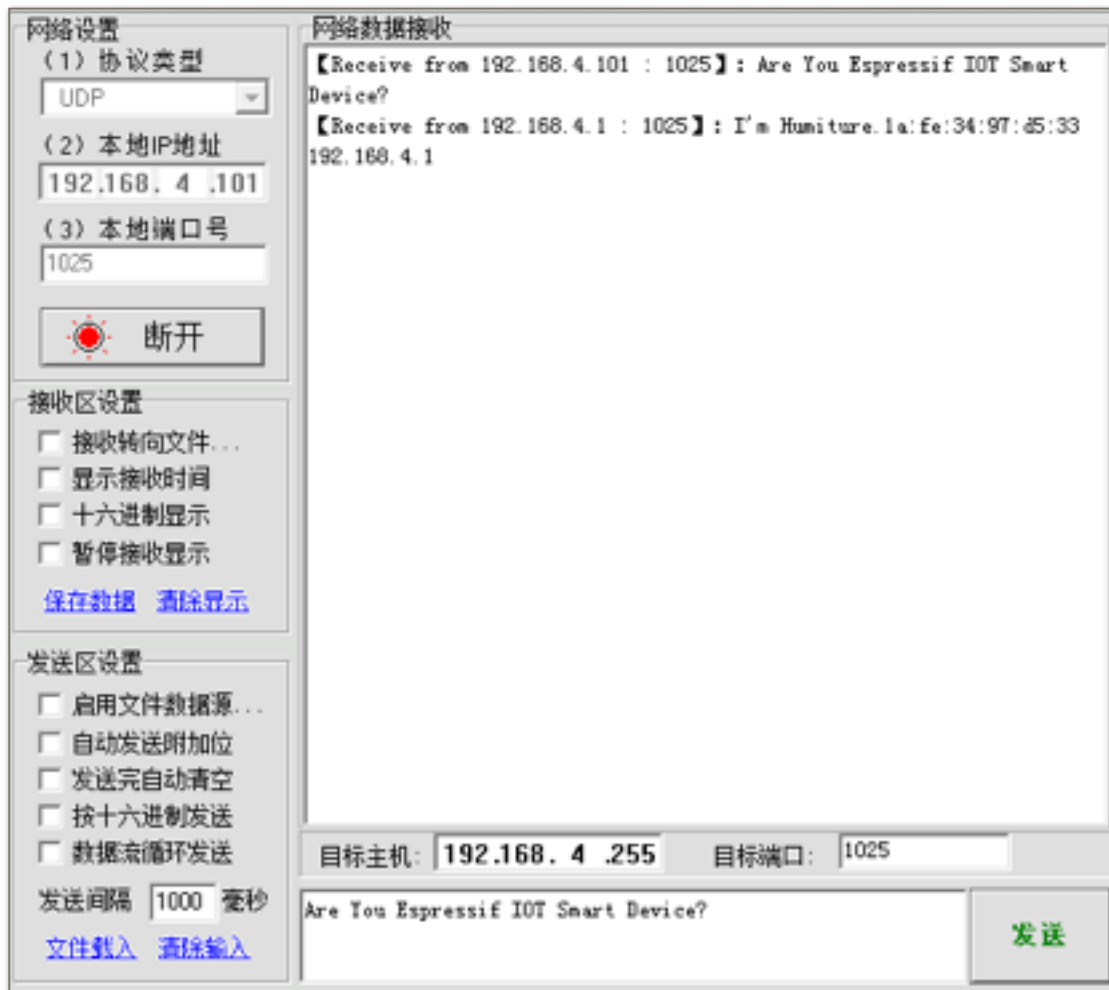 网络设置
(1) 协议类型
UDP
(2) 本地IP地址
192.168. 4 .101
(3) 本地端口号
1025
断开
接收区设置
接收转向文件...
显示接收时间
十六进制显示
暂停接收显示
保存数据 清除显示
发送区设置
启用文件数据源...
自动发送附加位
发送完自动清空
按十六进制发送
数据流循环发送
发送间隔 1000 毫秒
文件载入 清除输入
网络数据接收
【Receive from 192.168.4.101 : 1025】: Are You Espressif IOT Smart
Device?
【Receive from 192.168.4.1 : 1025】: I'm Humiture.1a:fe:34:97:d5:33
192.168.4.1
目标主机: 192.168. 4 .255 目标端口: 1025
Are You Espressif IOT Smart Device?
发送